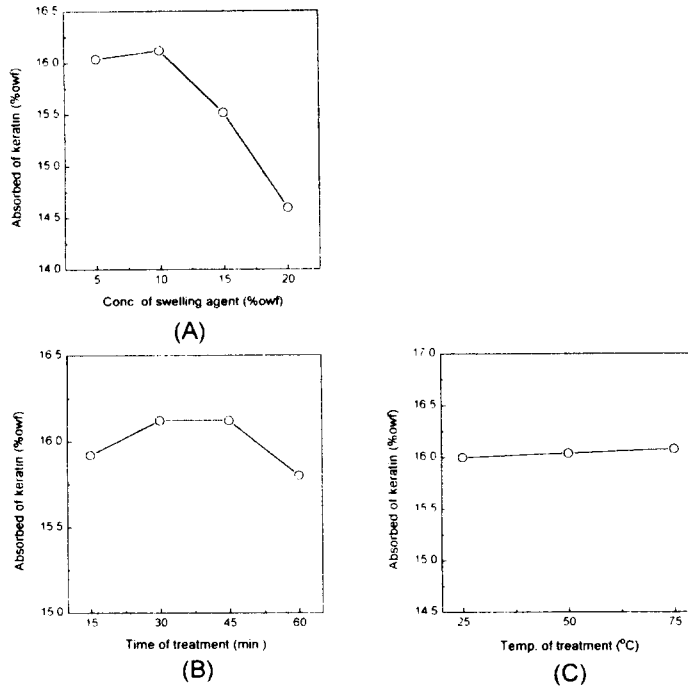 16.5
16.0
15.5
15.0
14.5
14.0
Absorbed of keratin (%owf)
5 10 15 20
Conc of swelling agent (%owf)
(A)
16.5
16.0
15.5
15.0
Absorbed of keratin (%owf)
15 30 45 60
Time of treatment (min )
(B)
17.0
16.5
16.0
15.5
15.0
14.5
Absorbed of keratin (%owf)
25 50 75
Temp. of treatment (°C)
(C)